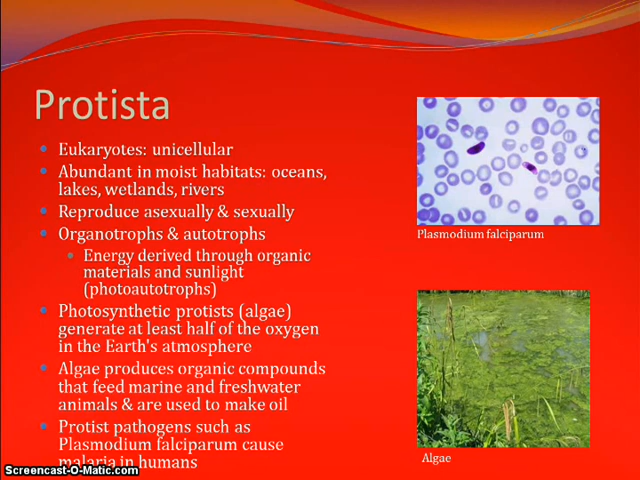 Protista
Eukaryotes: unicellular
Abundant in moist habitats: oceans,
lakes, wetlands, rivers
Reproduce asexually & sexually
Organotrophs & autotrophs
Energy derived through organic
materials and sunlight
(photoautotrophs)
Photosynthetic protists (algae)
generate at least half of the oxygen
in the Earth's atmosphere
Algae produces organic compounds
that feed marine and freshwater
animals & are used to make oil
Protist pathogens such as
Plasmodium falciparum cause
malaria in humans
Plasmodium falciparum
Algae
Screencast-O-Matic.com